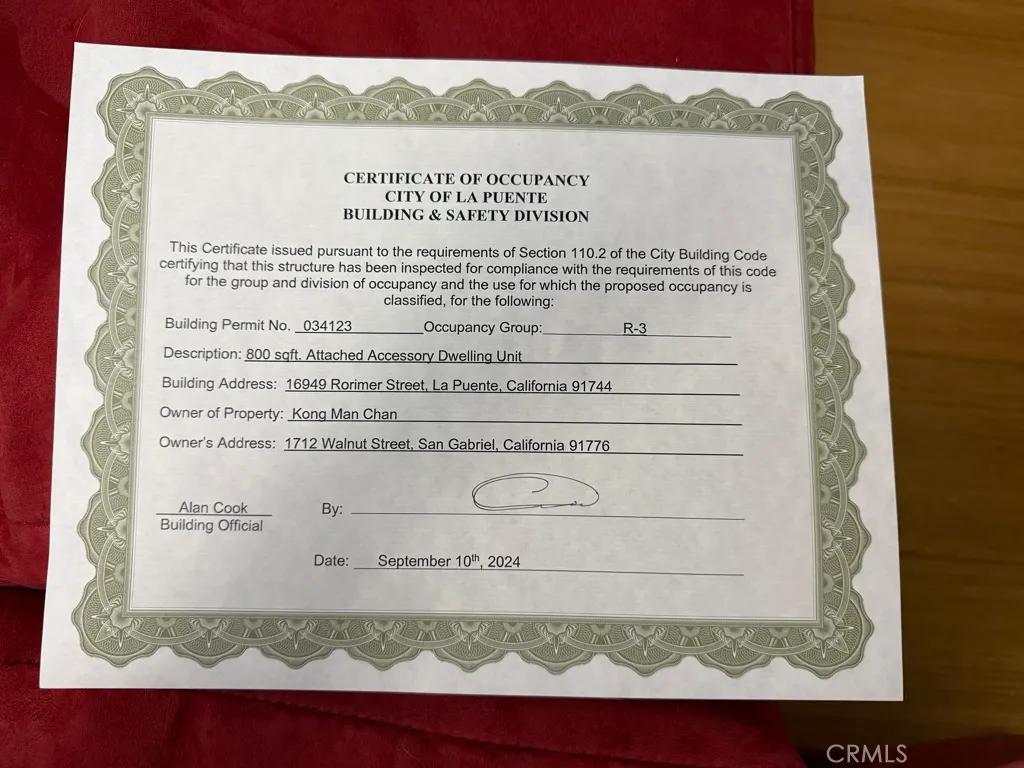 CERTIFICATE OF OCCUPANCY
CITY OF LA PUENTE
BUILDING & SAFETY DIVISION
This Certificate issued pursuant to the requirements of Section 110.2 of the City Building Code
certifying that this structure has been inspected for compliance with the requirements of this code
for the group and division of occupancy and the use for which the proposed occupancy is
classified, for the following:
Building Permit No. 034123 Occupancy Group: R-3
Description: 800 sqft. Attached Accessory Dwelling Unit
Building Address: 16949 Rorimer Street, La Puente, California 91744
Owner of Property: Kong Man Chan
Owner's Address: 1712 Walnut Street, San Gabriel, California 91776
Alan Cook By:
Building Official
Date: September 10th, 2024
CRMLS